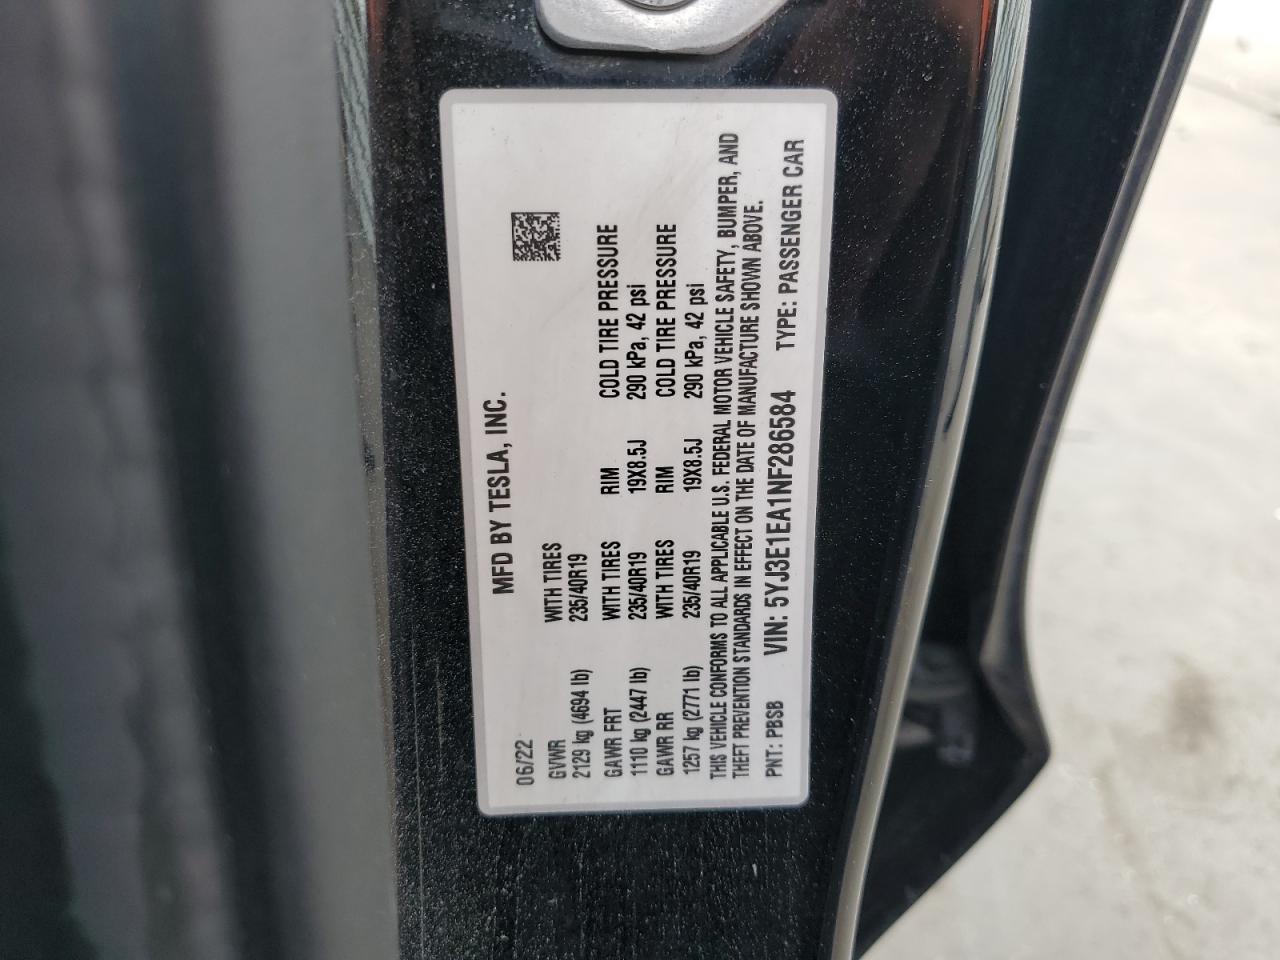 MFD BY TESLA, INC.
06/22
GVWR WITH TIRES
2129 kg (4694 lb) 235/40R19
GAWR FRT WITH TIRES RIM COLD TIRE PRESSURE
1110 kg (2447 lb) 235/40R19 19X8.5J 290 kPa, 42 psi
GAWR RR WITH TIRES RIM COLD TIRE PRESSURE
1257 kg (2771 lb) 235/40R19 19X8.5J 290 kPa, 42 psi
THIS VEHICLE CONFORMS TO ALL APPLICABLE U.S. FEDERAL MOTOR VEHICLE SAFETY, BUMPER, AND
THEFT PREVENTION STANDARDS IN EFFECT ON THE DATE OF MANUFACTURE SHOWN ABOVE.
PNT: PBSB VIN: 5YJ3E1EA1NF286584 TYPE: PASSENGER CAR